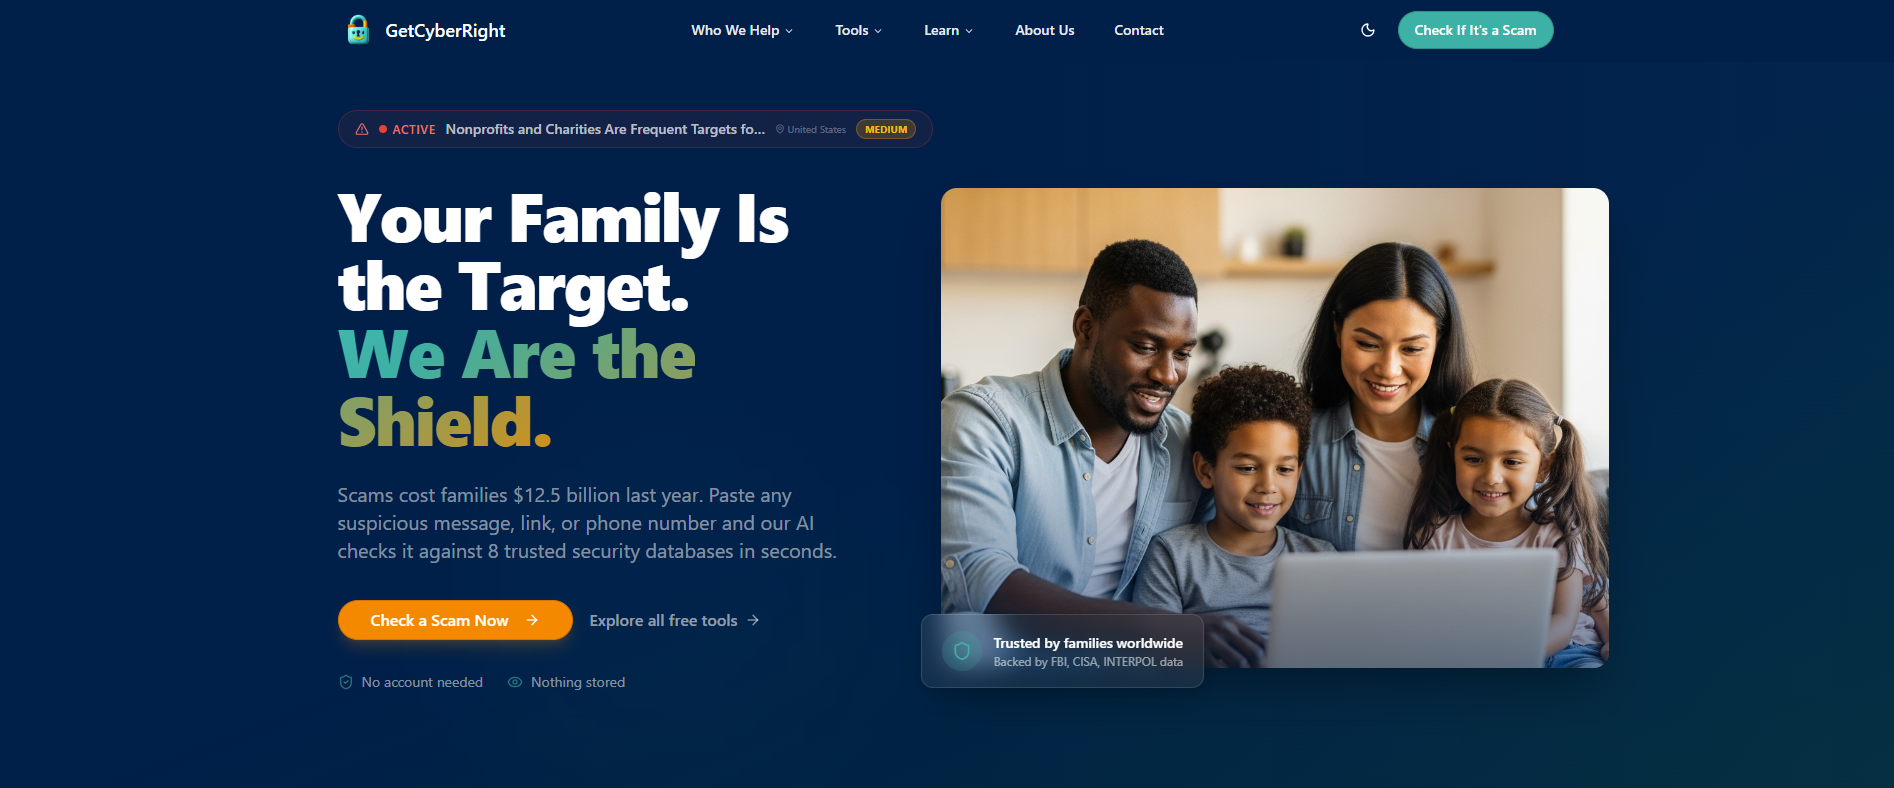 GetCyberRight
Who We Help
Tools
Learn
About Us
Contact
Check If It's a Scam
ACTIVE
Nonprofits and Charities Are Frequent Targets fo...
United States
MEDIUM
Your Family Is
the Target.
We Are the
Shield.
Scams cost families $12.5 billion last year. Paste any
suspicious message, link, or phone number and our AI
checks it against 8 trusted security databases in seconds.
Check a Scam Now
Explore all free tools
No account needed
Nothing stored
Trusted by families worldwide
Backed by FBI, CISA, INTERPOL data